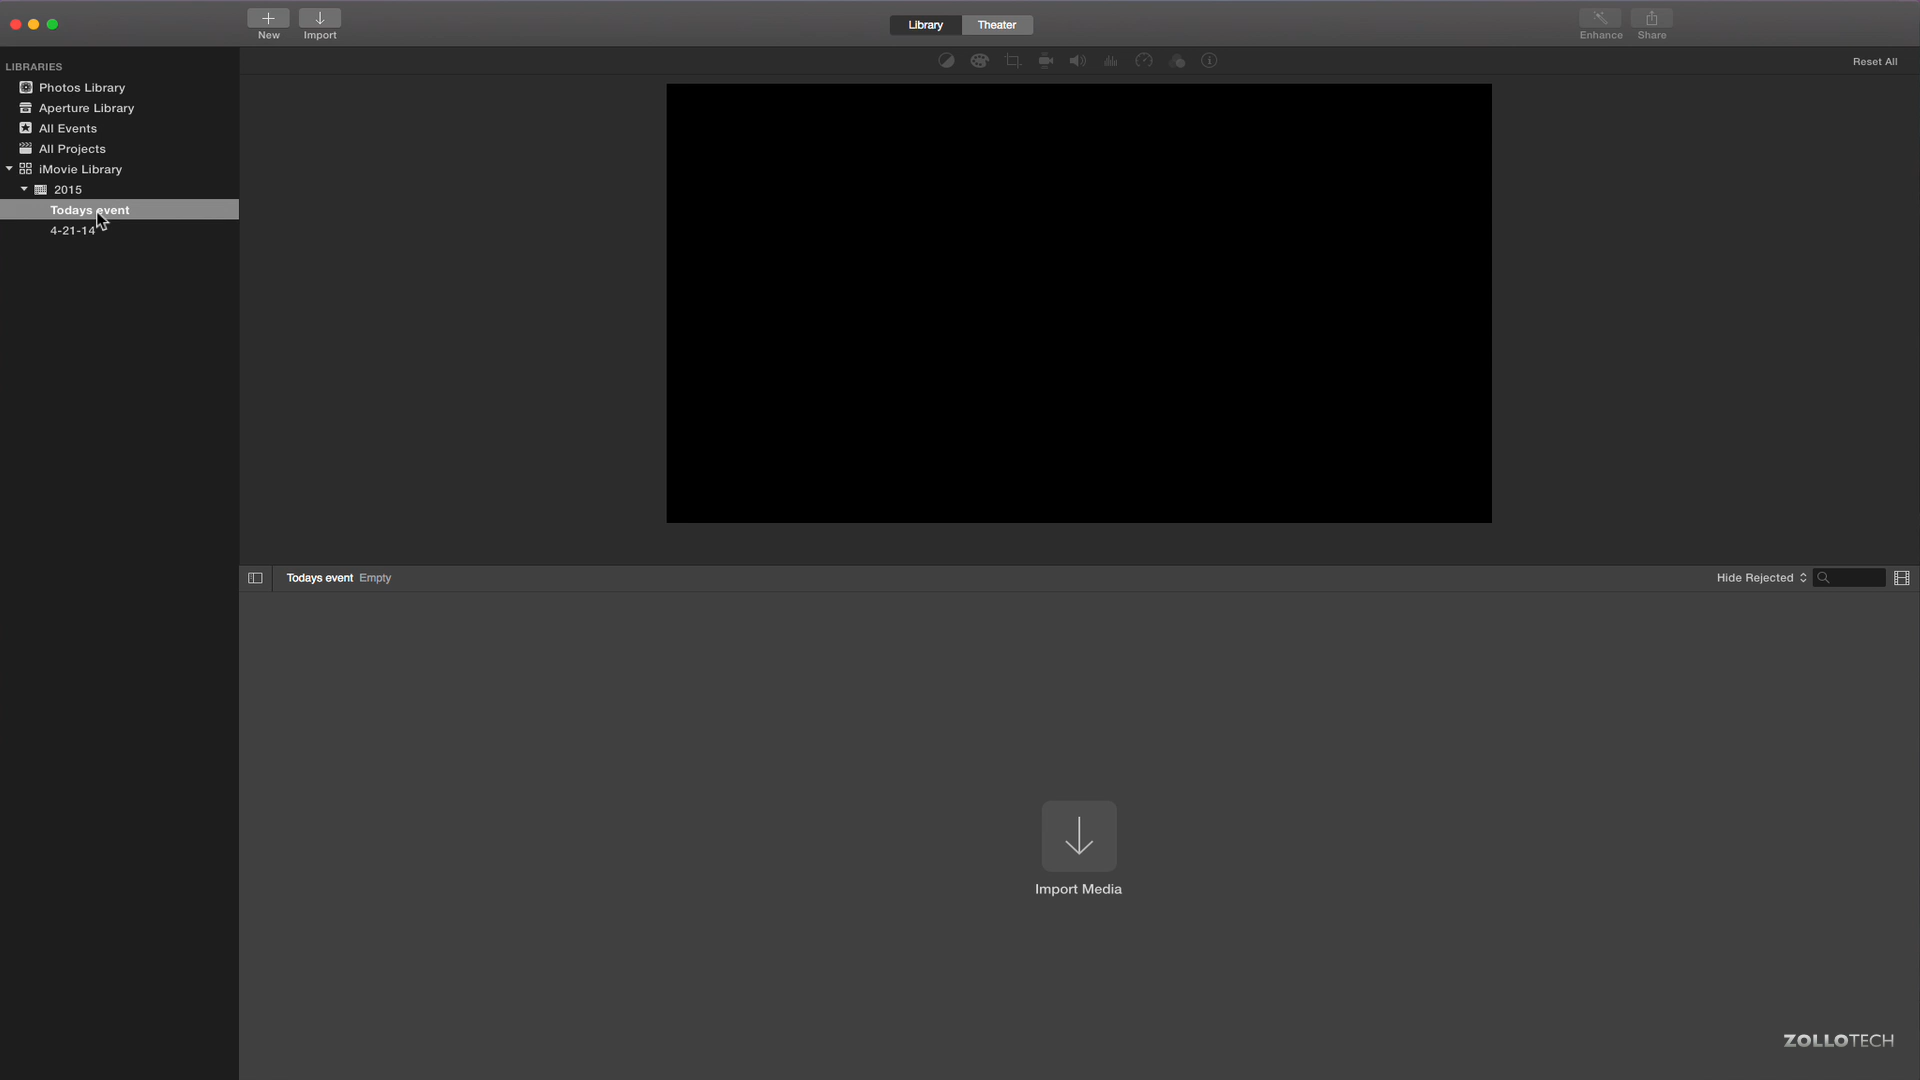 New
Import
Library
Theater
Enhance
Share
LIBRARIES
Reset All
Photos Library
Aperture Library
All Events
All Projects
iMovie Library
2015
Todays event
4-21-14
Todays event Empty
Hide Rejected
Import Media
ZOLLOTECH